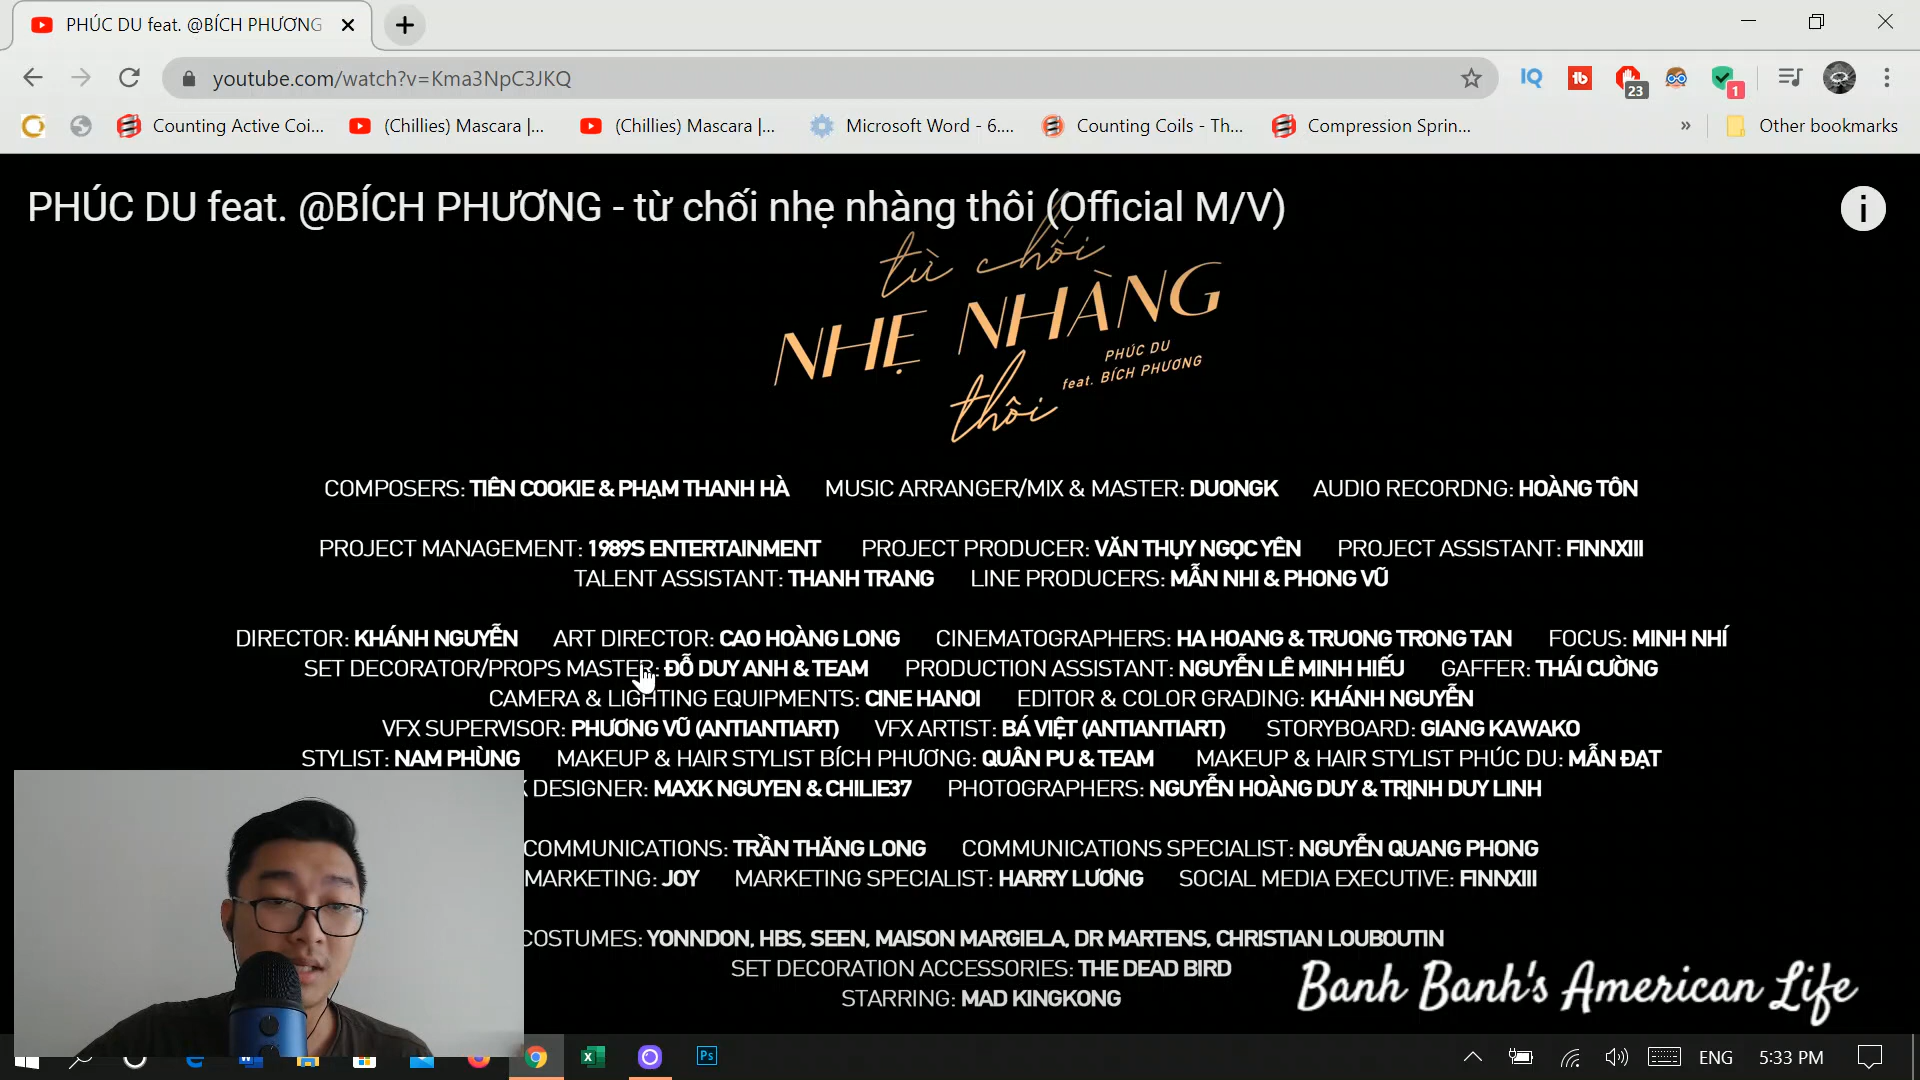 PHÚC DU feat. @BÍCH PHƯƠNG
youtube.com/watch?v=Kma3NpC3JKQ
IQ
tb
23
1
Counting Active Coi...
(Chillies) Mascara |...
(Chillies) Mascara |...
Microsoft Word - 6....
Counting Coils - Th...
Compression Sprin...
»
Other bookmarks
PHÚC DU feat. @BÍCH PHƯƠNG - từ chối nhẹ nhàng thôi (Official M/V)
i
từ chối
NHẸ NHÀNG
thôi
PHÚC DU
feat. BÍCH PHƯƠNG
COMPOSERS: TIÊN COOKIE & PHẠM THANH HÀ MUSIC ARRANGER/MIX & MASTER: DUONGK AUDIO RECORDNG: HOÀNG TÔN
PROJECT MANAGEMENT: 1989S ENTERTAINMENT PROJECT PRODUCER: VĂN THỤY NGỌC YÊN PROJECT ASSISTANT: FINNXIII
TALENT ASSISTANT: THANH TRANG LINE PRODUCERS: MẪN NHI & PHONG VŨ
DIRECTOR: KHÁNH NGUYỄN ART DIRECTOR: CAO HOÀNG LONG CINEMATOGRAPHERS: HA HOANG & TRUONG TRONG TAN FOCUS: MINH NHÍ
SET DECORATOR/PROPS MASTER: ĐỖ DUY ANH & TEAM PRODUCTION ASSISTANT: NGUYỄN LÊ MINH HIẾU GAFFER: THÁI CƯỜNG
CAMERA & LIGHTING EQUIPMENTS: CINE HANOI EDITOR & COLOR GRADING: KHÁNH NGUYỄN
VFX SUPERVISOR: PHƯƠNG VŨ (ANTIANTIART) VFX ARTIST: BÁ VIỆT (ANTIANTIART) STORYBOARD: GIANG KAWAKO
STYLIST: NAM PHÙNG MAKEUP & HAIR STYLIST BÍCH PHƯƠNG: QUÂN PU & TEAM MAKEUP & HAIR STYLIST PHÚC DU: MẪN ĐẠT
DESIGNER: MAXK NGUYEN & CHILIE37 PHOTOGRAPHERS: NGUYỄN HOÀNG DUY & TRỊNH DUY LINH
COMMUNICATIONS: TRẦN THĂNG LONG COMMUNICATIONS SPECIALIST: NGUYỄN QUANG PHONG
MARKETING: JOY MARKETING SPECIALIST: HARRY LƯƠNG SOCIAL MEDIA EXECUTIVE: FINNXIII
COSTUMES: YONNDON, HBS, SEEN, MAISON MARGIELA, DR MARTENS, CHRISTIAN LOUBOUTIN
SET DECORATION ACCESSORIES: THE DEAD BIRD
STARRING: MAD KINGKONG
Banh Banh's American Life
Ps
ENG
5:33 PM